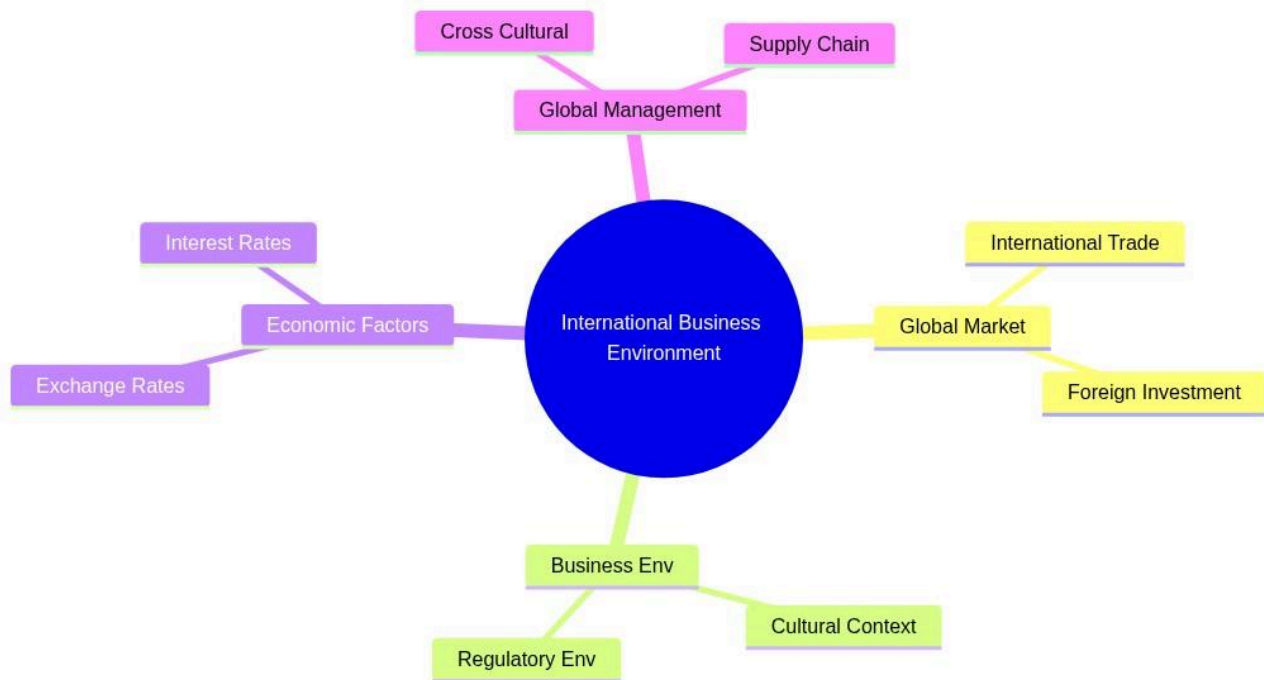 Cross Cultural
Supply Chain
Global Management
Interest Rates
International Trade
Economic Factors
International Business
Environment
Global Market
Exchange Rates
Foreign Investment
Business Env
Cultural Context
Regulatory Env